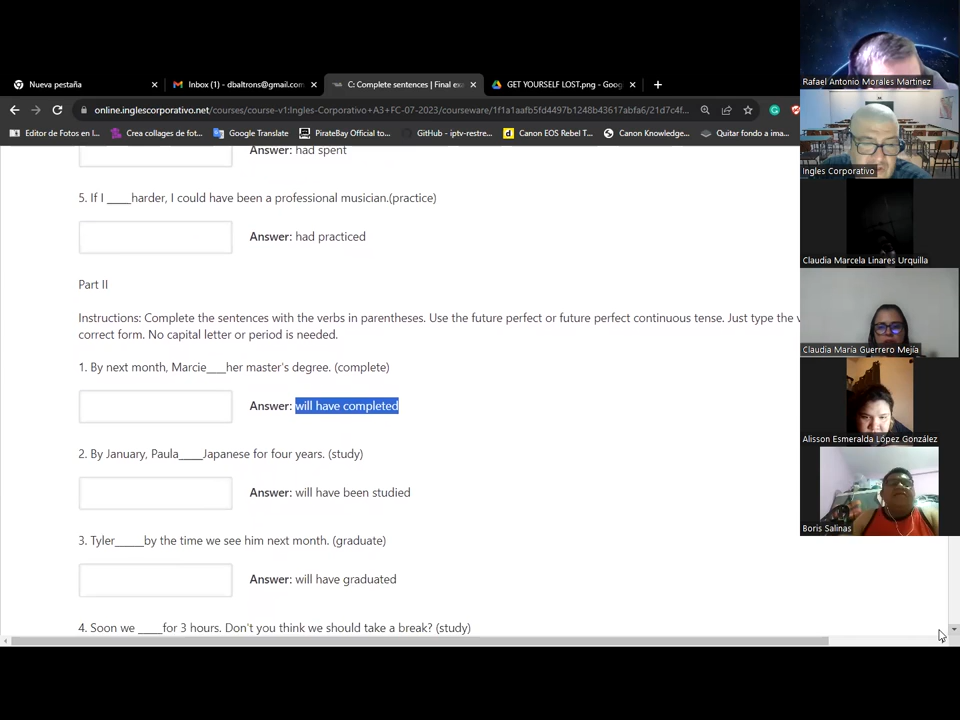 Nueva pestaña
Inbox (1) - dbaltrons@gmail.com
C: Complete sentences | Final exa
GET YOURSELF LOST.png - Goog
online.inglescorporativo.net/courses/course-v1:Ingles-Corporativo+A3+FC-07-2023/courseware/1f1a1aafb5fd4497b1248b43617abfa6/21d7c4f...
Editor de Fotos en l...
Crea collages de fot...
Google Translate
PirateBay Official to...
GitHub - iptv-restre...
Canon EOS Rebel T...
Canon Knowledge...
Quitar fondo a ima...
Answer: had spent
5. If I ____harder, I could have been a professional musician.(practice)
Answer: had practiced
Part II
Instructions: Complete the sentences with the verbs in parentheses. Use the future perfect or future perfect continuous tense. Just type the v
correct form. No capital letter or period is needed.
1. By next month, Marcie____her master's degree. (complete)
Answer: will have completed
2. By January, Paula_____Japanese for four years. (study)
Answer: will have been studied
3. Tyler______by the time we see him next month. (graduate)
Answer: will have graduated
4. Soon we _____for 3 hours. Don't you think we should take a break? (study)
Rafael Antonio Morales Martinez
Ingles Corporativo
Claudia Marcela Linares Urquilla
Claudia María Guerrero Mejía
Alisson Esmeralda López González
Boris Salinas